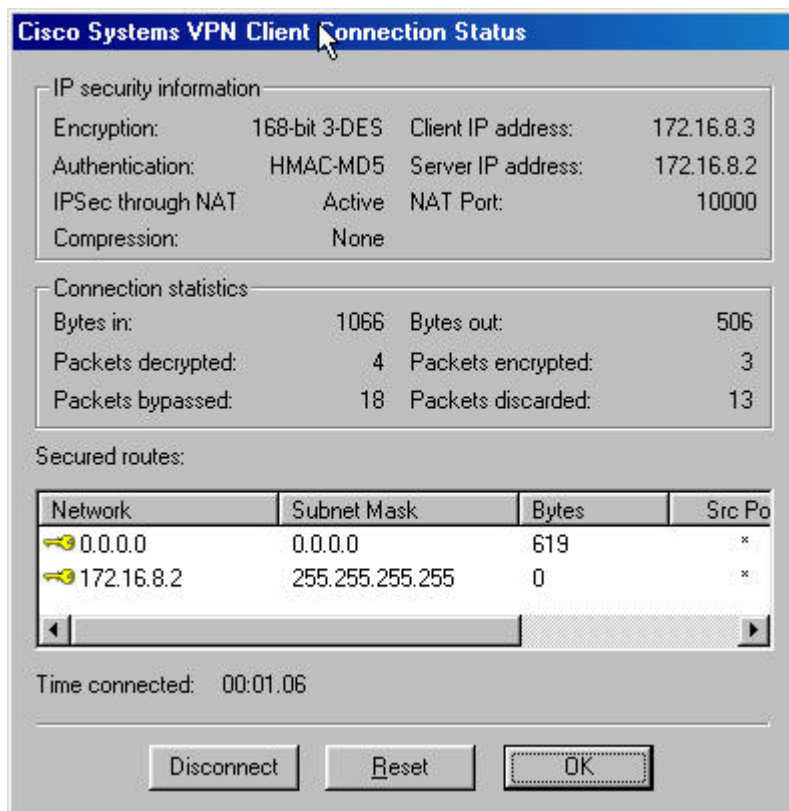 Cisco Systems VPN Client Connection Status
IP security information
Encryption: 168-bit 3-DES Client IP address: 172.16.8.3
Authentication: HMAC-MD5 Server IP address: 172.16.8.2
IPSec through NAT Active NAT Port: 10000
Compression: None
Connection statistics
Bytes in: 1066 Bytes out: 506
Packets decrypted: 4 Packets encrypted: 3
Packets bypassed: 18 Packets discarded: 13
Secured routes:
Network Subnet Mask Bytes Src Po
0.0.0.0 0.0.0.0 619 *
172.16.8.2 255.255.255.255 0 *
Time connected: 00:01.06
Disconnect Reset OK